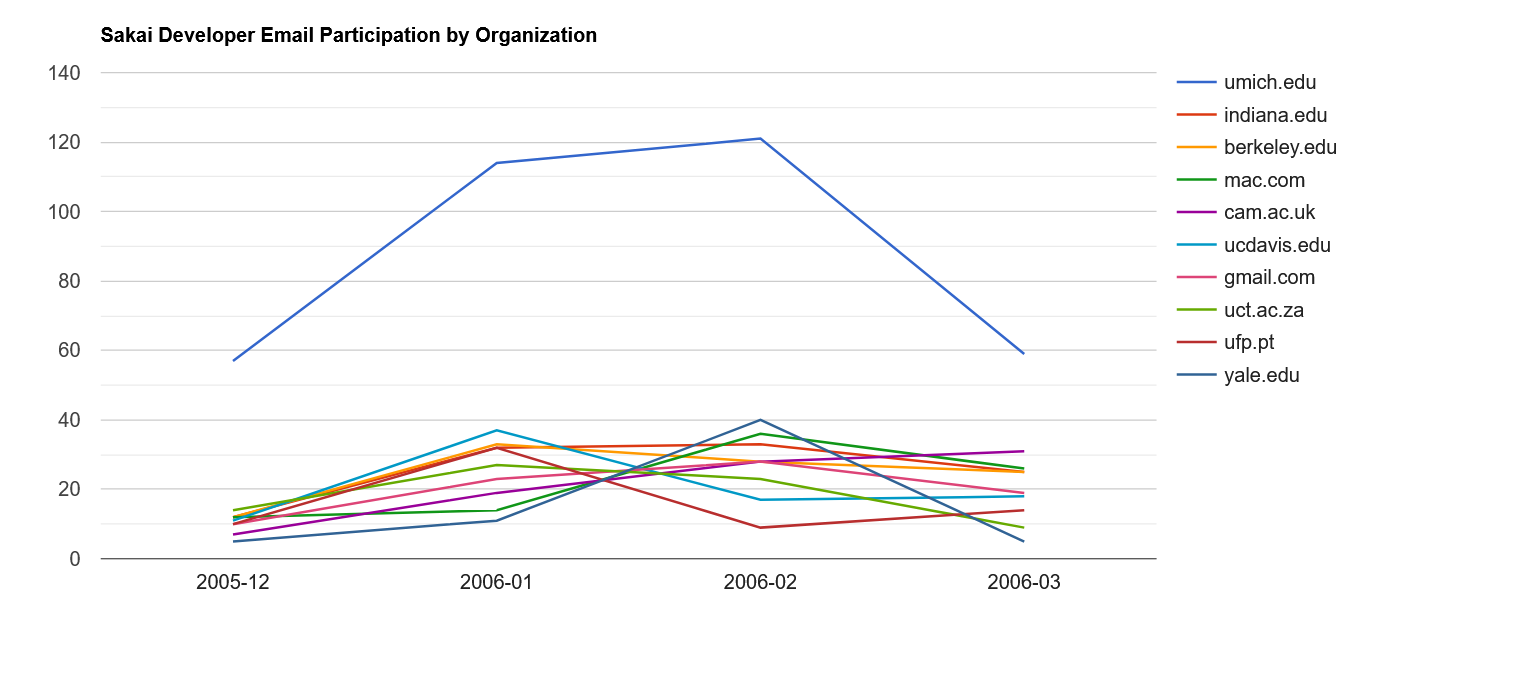 Sakai Developer Email Participation by Organization
140
120
100
80
60
40
20
0
2005-12
2006-01
2006-02
2006-03
umich.edu
indiana.edu
berkeley.edu
mac.com
cam.ac.uk
ucdavis.edu
gmail.com
uct.ac.za
ufp.pt
yale.edu